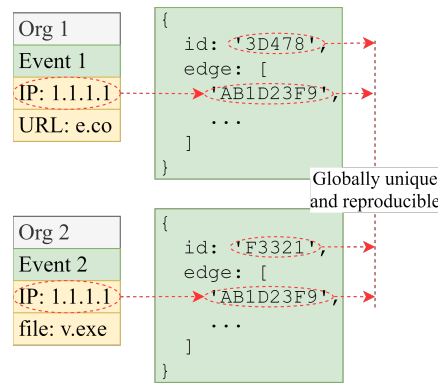 Org 1
Event 1
IP: 1.1.1.1
URL: e.co
{
id: '3D478',
edge: [
'AB1D23F9',
...
]
}
Globally unique
and reproducible
Org 2
Event 2
IP: 1.1.1.1
file: v.exe
{
id: 'F3321',
edge: [
'AB1D23F9',
...
]
}